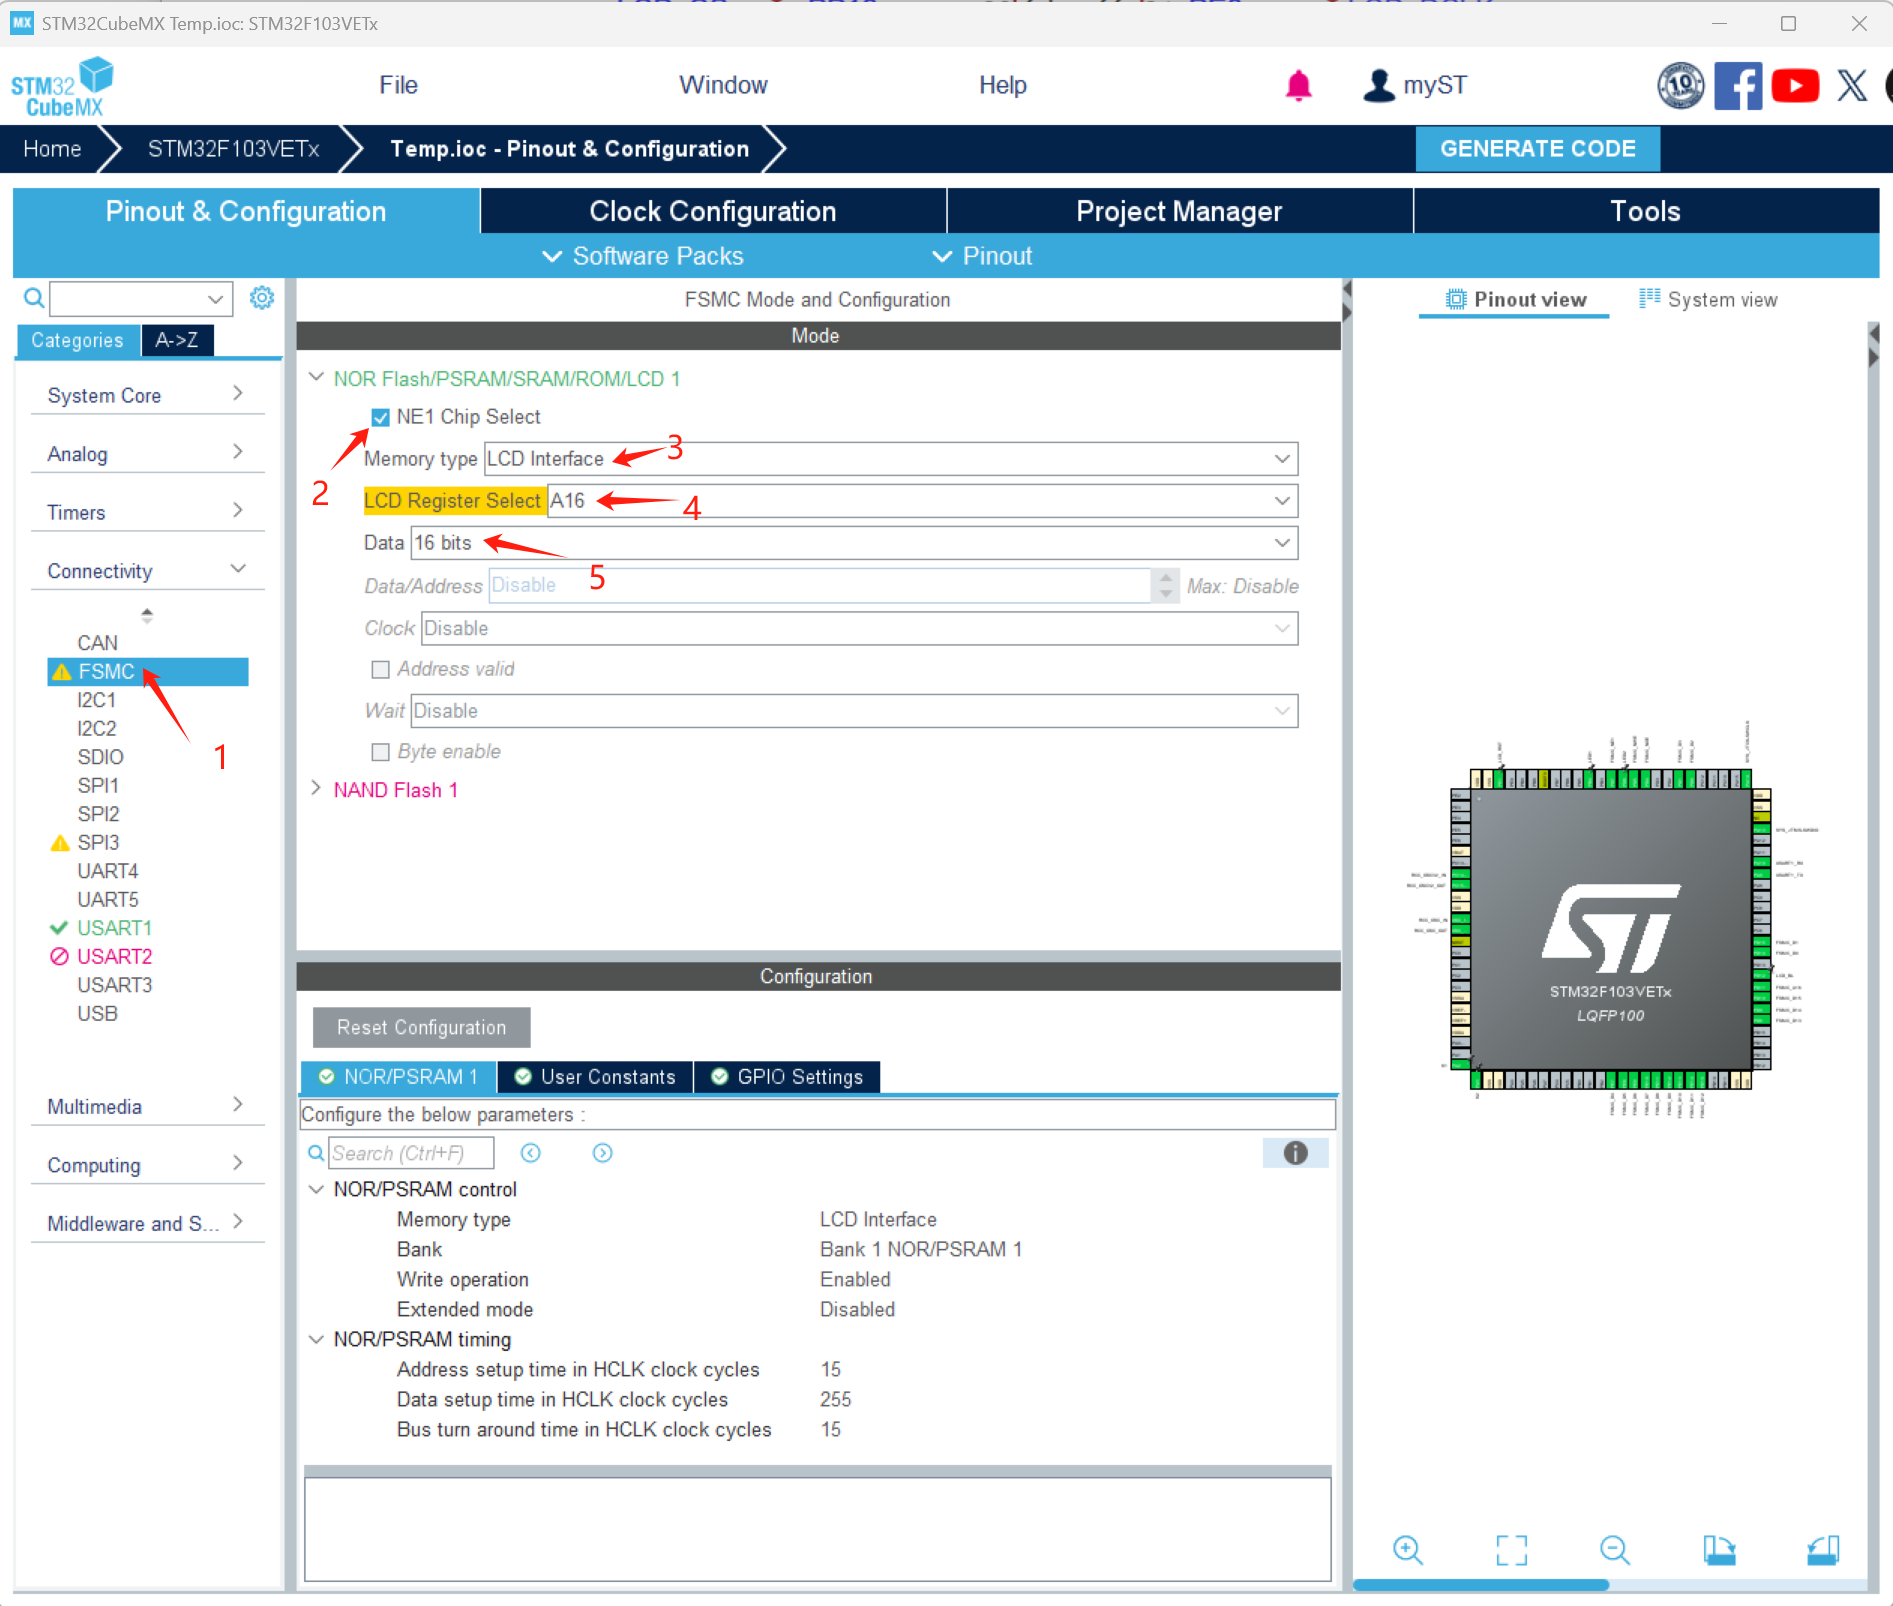 MX STM32CubeMX Temp.ioc: STM32F103VETx
STM32
CubeMX
File
Window
Help
10
myST
Home
STM32F103VETx
Temp.ioc - Pinout & Configuration
GENERATE CODE
Pinout & Configuration
Clock Configuration
Project Manager
Tools
Software Packs
Pinout
Categories
A->Z
System Core
Analog
Timers
Connectivity
CAN
FSMC
1
I2C1
I2C2
SDIO
SPI1
SPI2
SPI3
UART4
UART5
USART1
USART2
USART3
USB
Multimedia
Computing
Middleware and S...
FSMC Mode and Configuration
Mode
NOR Flash/PSRAM/SRAM/ROM/LCD 1
NE1 Chip Select
2
Memory type LCD Interface
3
LCD Register Select A16
4
Data 16 bits
5
Data/Address Disable Max: Disable
Clock Disable
Address valid
Wait Disable
Byte enable
NAND Flash 1
Configuration
Reset Configuration
NOR/PSRAM 1
User Constants
GPIO Settings
Configure the below parameters :
Search (Ctrl+F)
NOR/PSRAM control
Memory type LCD Interface
Bank Bank 1 NOR/PSRAM 1
Write operation Enabled
Extended mode Disabled
NOR/PSRAM timing
Address setup time in HCLK clock cycles 15
Data setup time in HCLK clock cycles 255
Bus turn around time in HCLK clock cycles 15
Pinout view
System view
STM32F103VETx
LQFP100